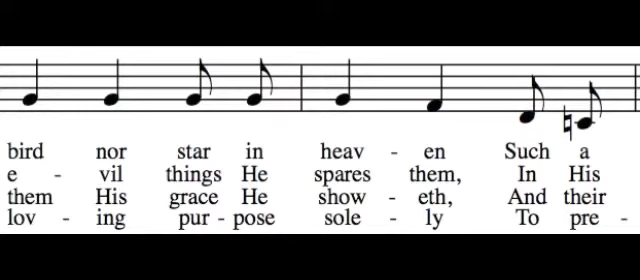 bird nor star in heav - en Such a
e - vil things He spares them, In His
them His grace He show - eth, And their
lov - ing pur - pose sole - ly To pre -